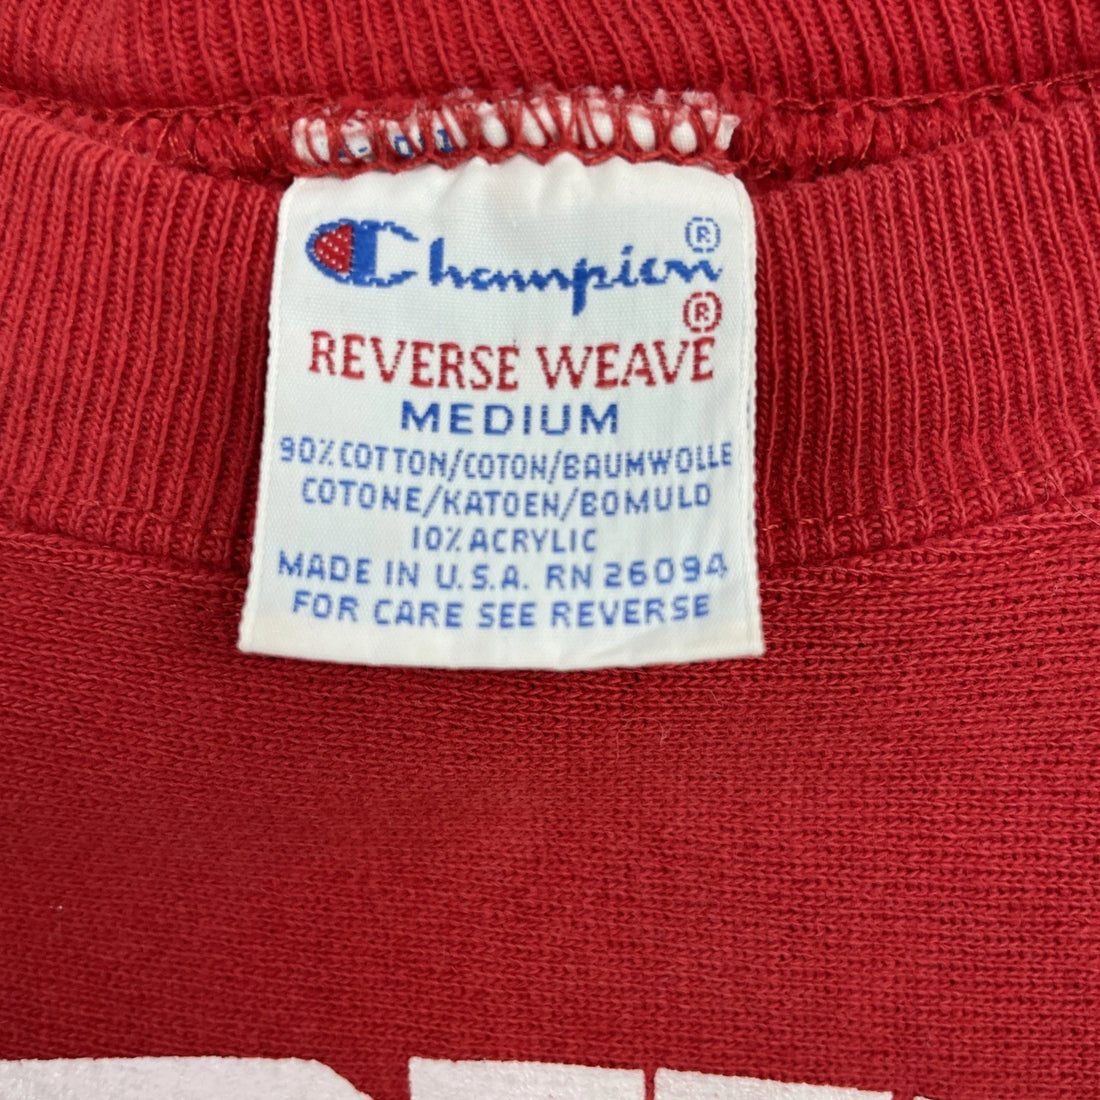 Champion®
REVERSE WEAVE®
MEDIUM
90% COTTON/COTON/BAUMWOLLE
COTONE/KATOEN/BOMULD
10% ACRYLIC
MADE IN U.S.A. RN 26094
FOR CARE SEE REVERSE